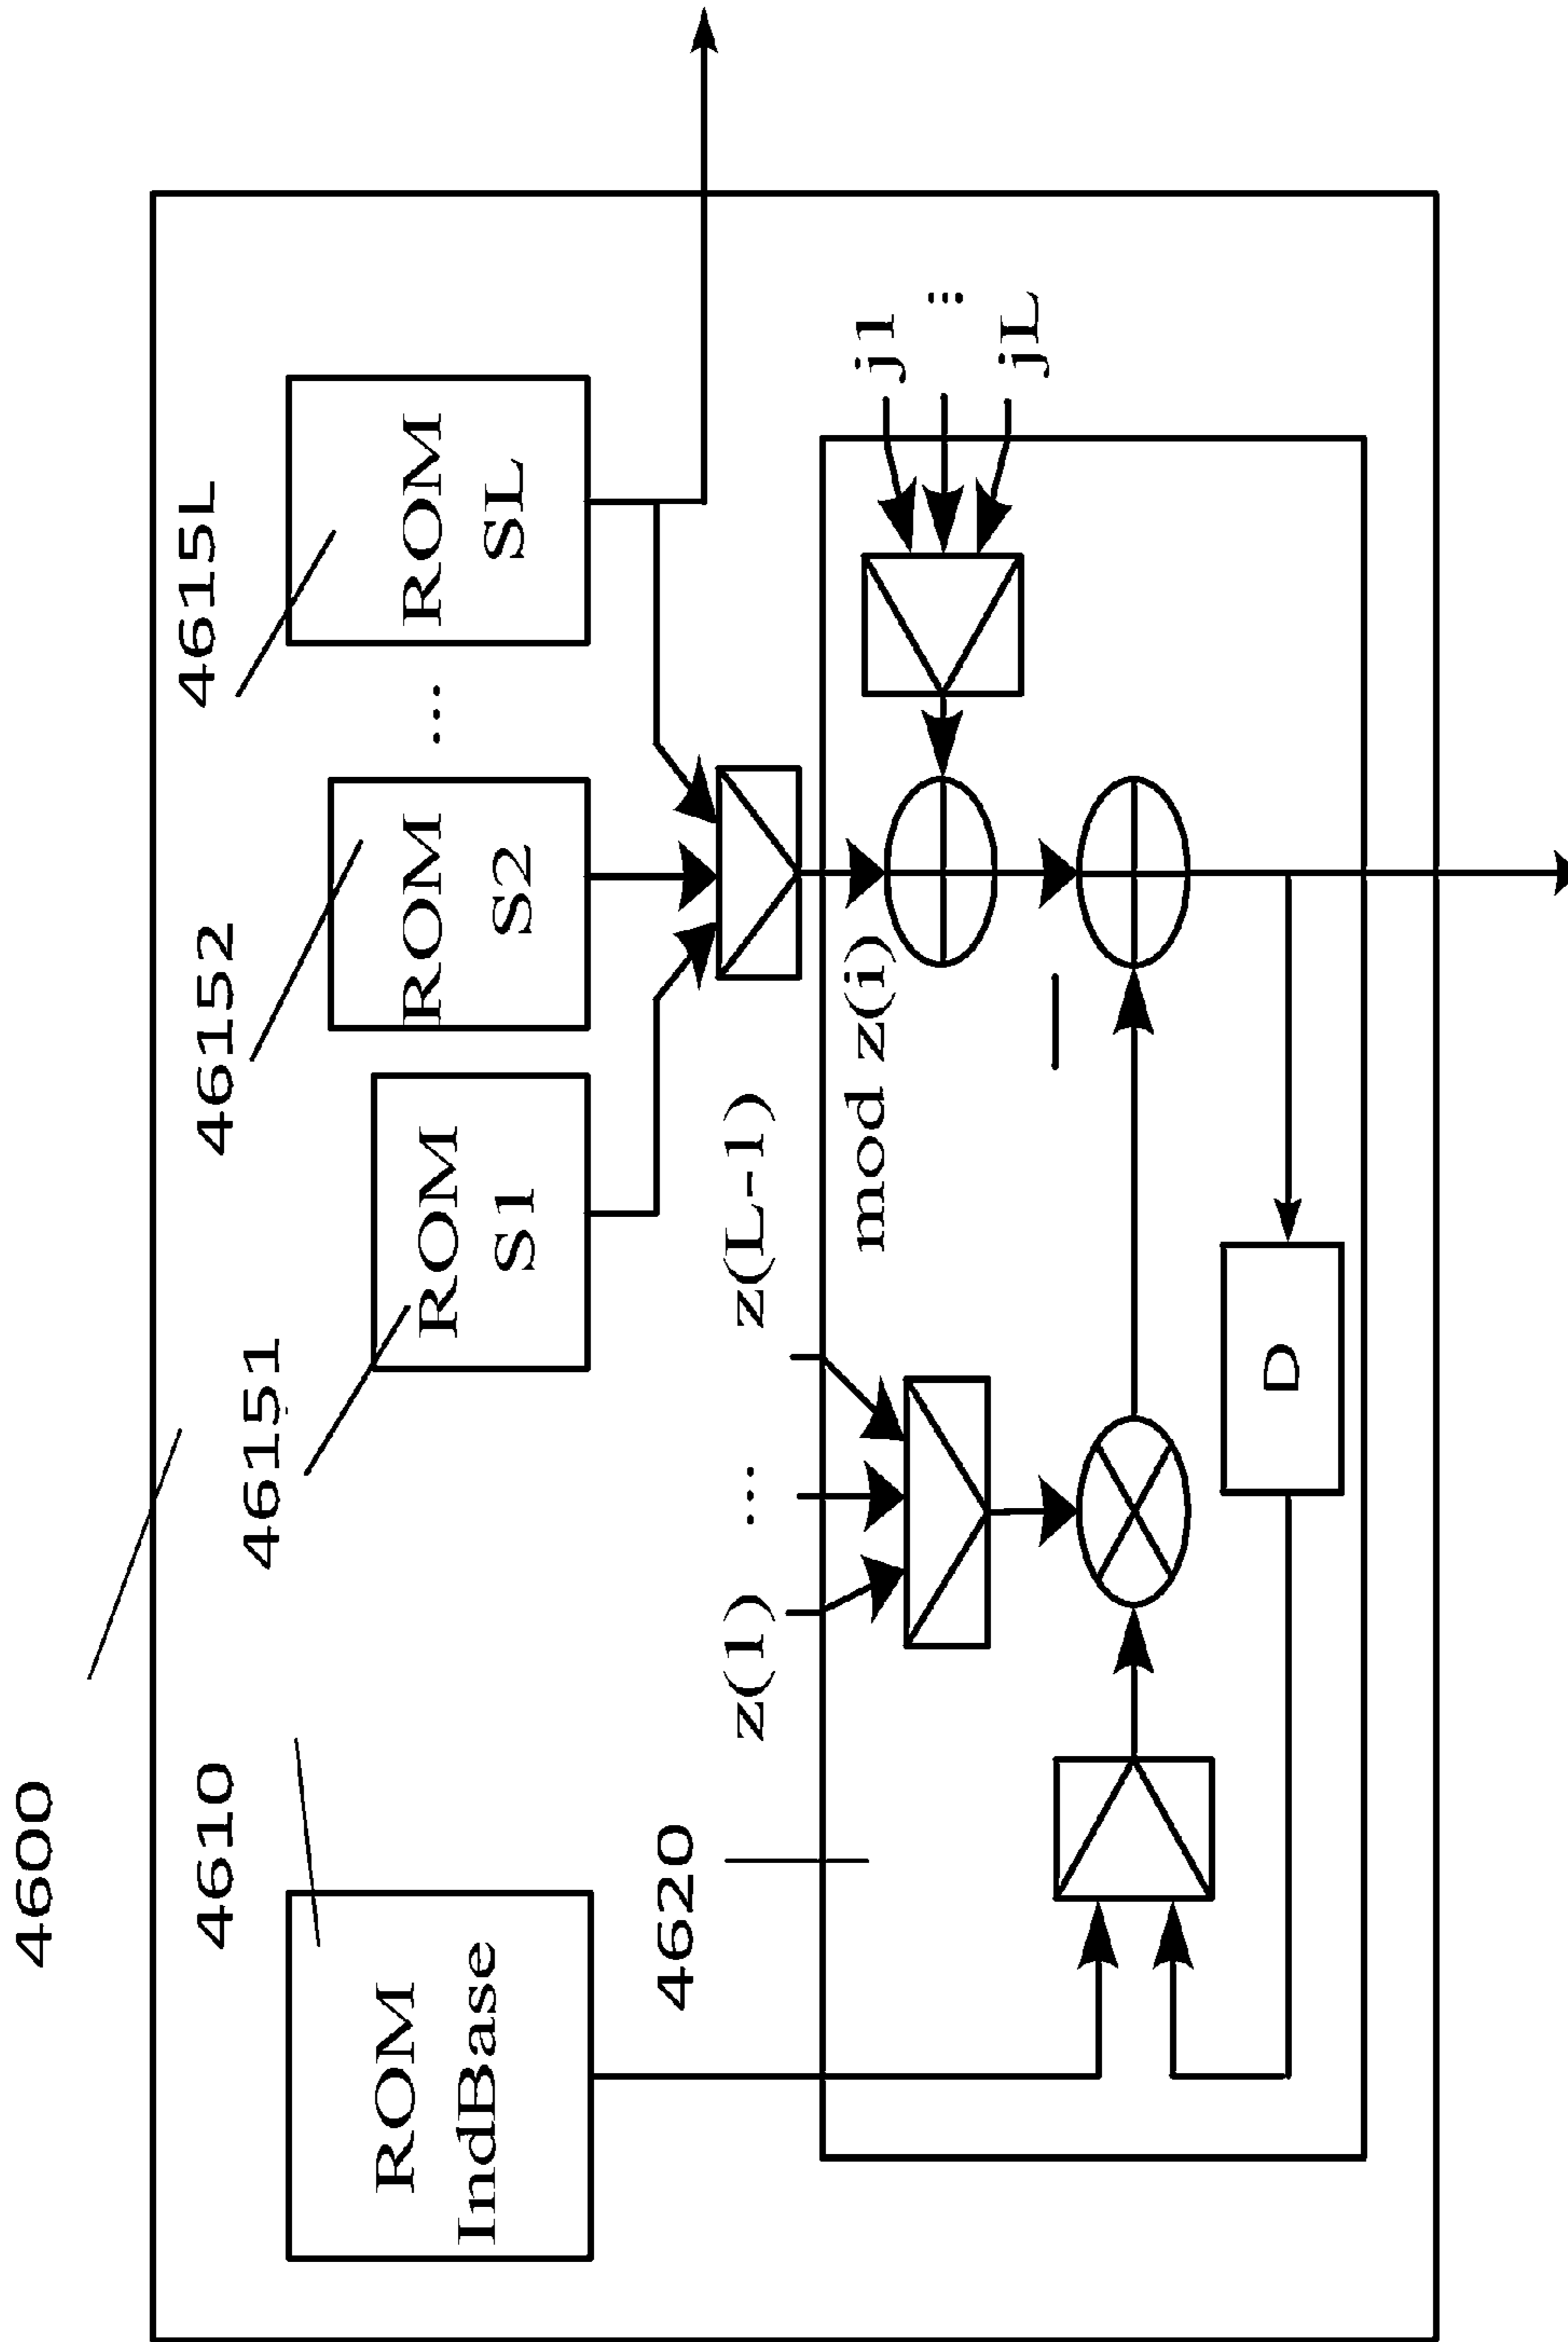 4600
4610
ROM
IndBase
46151
ROM
S1
46152
ROM
S2
...
4615L
ROM
SL
4620
z(1)
...
z(L-1)
mod z(i)
j1
...
jL
D